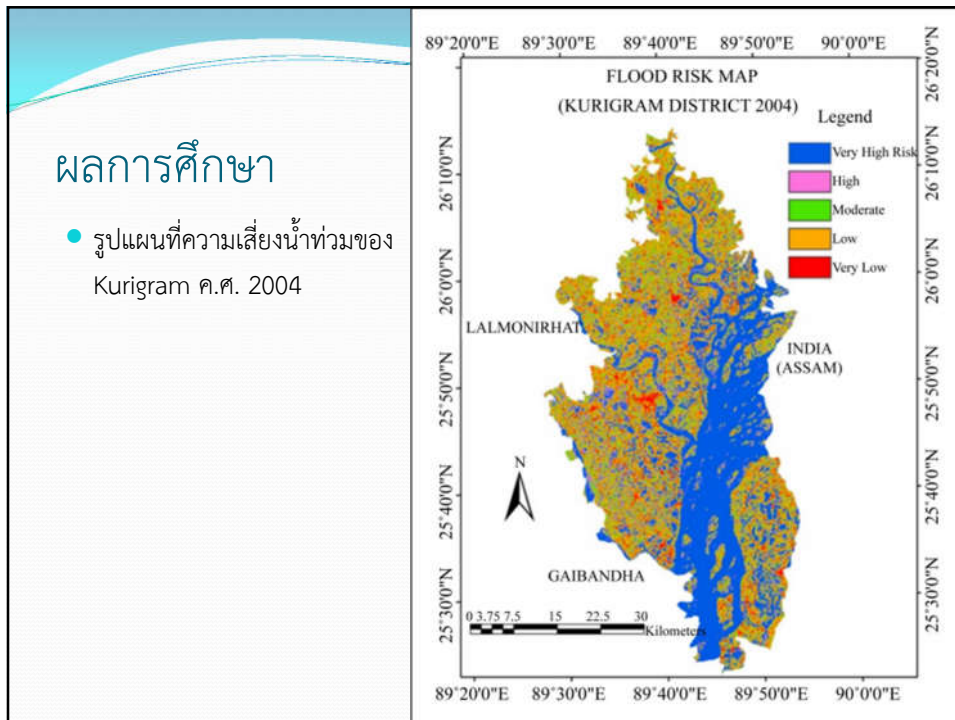 ผลการศึกษา
รูปแผนที่ความเสี่ยงน้ำท่วมของ
Kurigram ค.ศ. 2004
89°20'0"E 89°30'0"E 89°40'0"E 89°50'0"E 90°0'0"E
FLOOD RISK MAP
(KURIGRAM DISTRICT 2004)
Legend
Very High Risk
High
Moderate
Low
Very Low
26°20'0"N
26°10'0"N
26°10'0"N
26°0'0"N
26°0'0"N
LALMONIRHAT
INDIA
(ASSAM)
25°50'0"N
25°50'0"N
N
25°40'0"N
25°40'0"N
GAIBANDHA
25°30'0"N
25°30'0"N
0 3.75 7.5 15 22.5 30
Kilometers
89°20'0"E 89°30'0"E 89°40'0"E 89°50'0"E 90°0'0"E